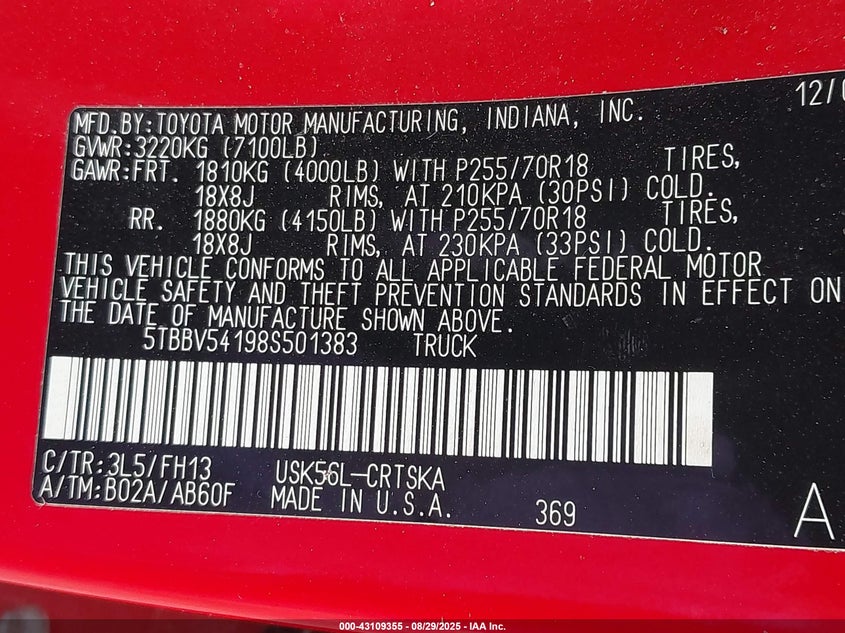 12/0
MFD.BY:TOYOTA MOTOR MANUFACTURING, INDIANA, INC.
GVWR:3220KG (7100LB)
GAWR:FRT. 1810KG (4000LB) WITH P255/70R18 TIRES,
18X8J RIMS, AT 210KPA (30PSI) COLD.
RR. 1880KG (4150LB) WITH P255/70R18 TIRES,
18X8J RIMS, AT 230KPA (33PSI) COLD.
THIS VEHICLE CONFORMS TO ALL APPLICABLE FEDERAL MOTOR
VEHICLE SAFETY AND THEFT PREVENTION STANDARDS IN EFFECT ON
THE DATE OF MANUFACTURE SHOWN ABOVE.
5TBBV54198S501383 TRUCK
C/TR:3L5/FH13 USK56L-CRTSKA
A/TM:B02A/AB60F MADE IN U.S.A. 369 A
000-43109355 - 08/29/2025 - IAA Inc.